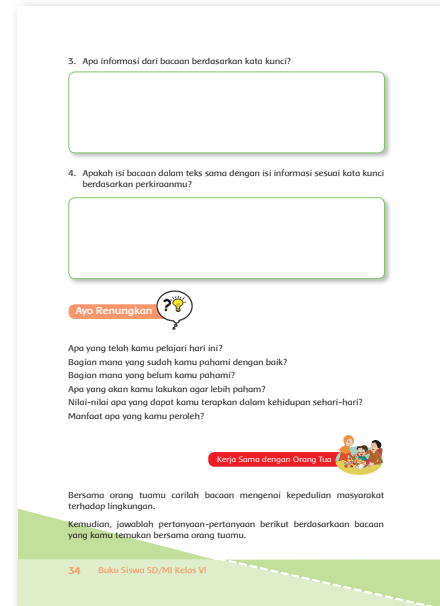 3. Apa informasi dari bacaan berdasarkan kata kunci?
4. Apakah isi bacaan dalam teks sama dengan isi informasi sesuai kata kunci
berdasarkan perkiraanmu?
Ayo Renungkan
?
Apa yang telah kamu pelajari hari ini?
Bagian mana yang sudah kamu pahami dengan baik?
Bagian mana yang belum kamu pahami?
Apa yang akan kamu lakukan agar lebih paham?
Nilai-nilai apa yang dapat kamu terapkan dalam kehidupan sehari-hari?
Manfaat apa yang kamu peroleh?
Kerja Sama dengan Orang Tua
Bersama orang tuamu carilah bacaan mengenai kepedulian masyarakat
terhadap lingkungan.
Kemudian, jawablah pertanyaan-pertanyaan berikut berdasarkaan bacaan
yang kamu temukan bersama orang tuamu.
34 Buku Siswa SD/MI Kelas VI